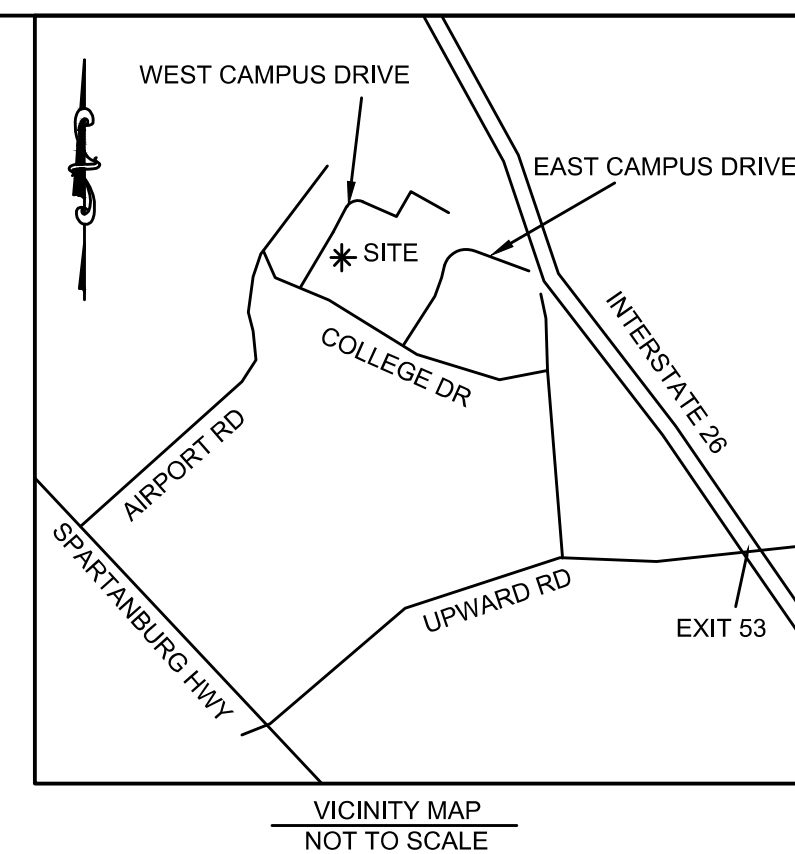 WEST CAMPUS DRIVE
EAST CAMPUS DRIVE
SITE
INTERSTATE 26
COLLEGE DR
AIRPORT RD
SPARTANBURG HWY
UPWARD RD
EXIT 53
VICINITY MAP
NOT TO SCALE